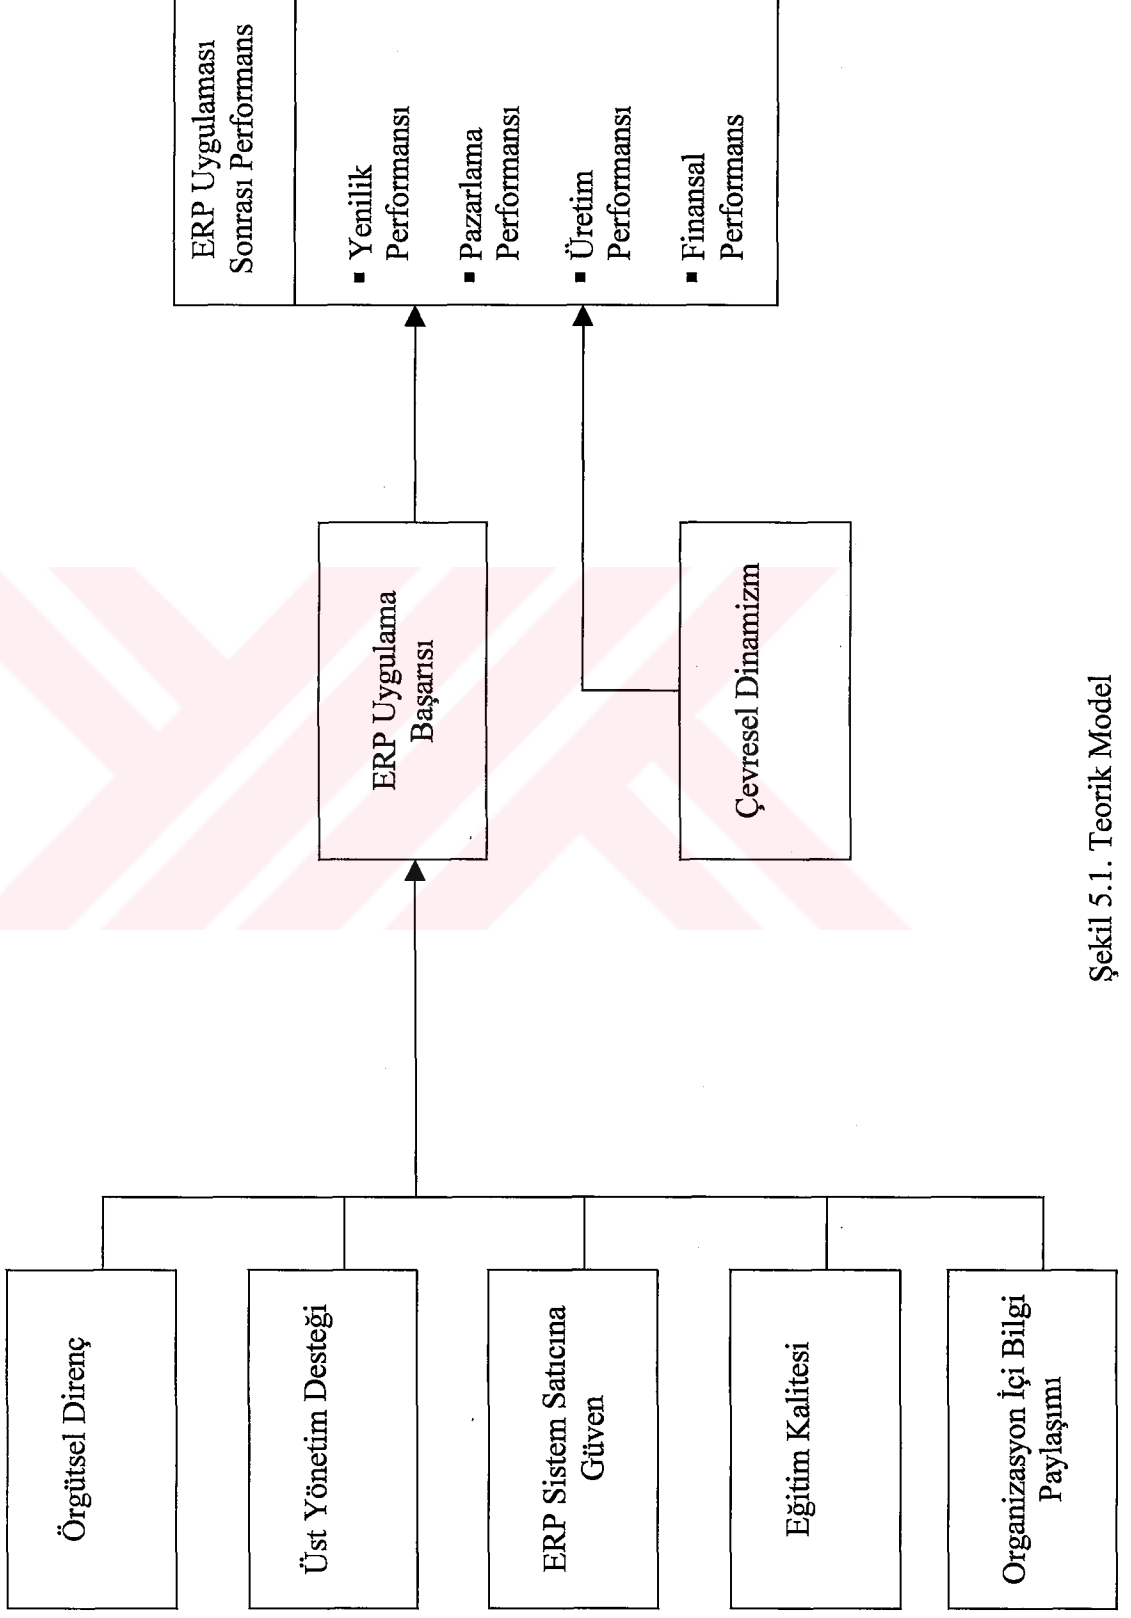 Örgütsel Direnç
Üst Yönetim Desteği
ERP Sistem Satıcına
Güven
Eğitim Kalitesi
Organizasyon İçi Bilgi
Paylaşımı
ERP Uygulama
Başarısı
Çevresel Dinamizm
ERP Uygulaması
Sonrası Performans
▪ Yenilik
Performansı
▪ Pazarlama
Performansı
▪ Üretim
Performansı
▪ Finansal
Performans
Şekil 5.1. Teorik Model